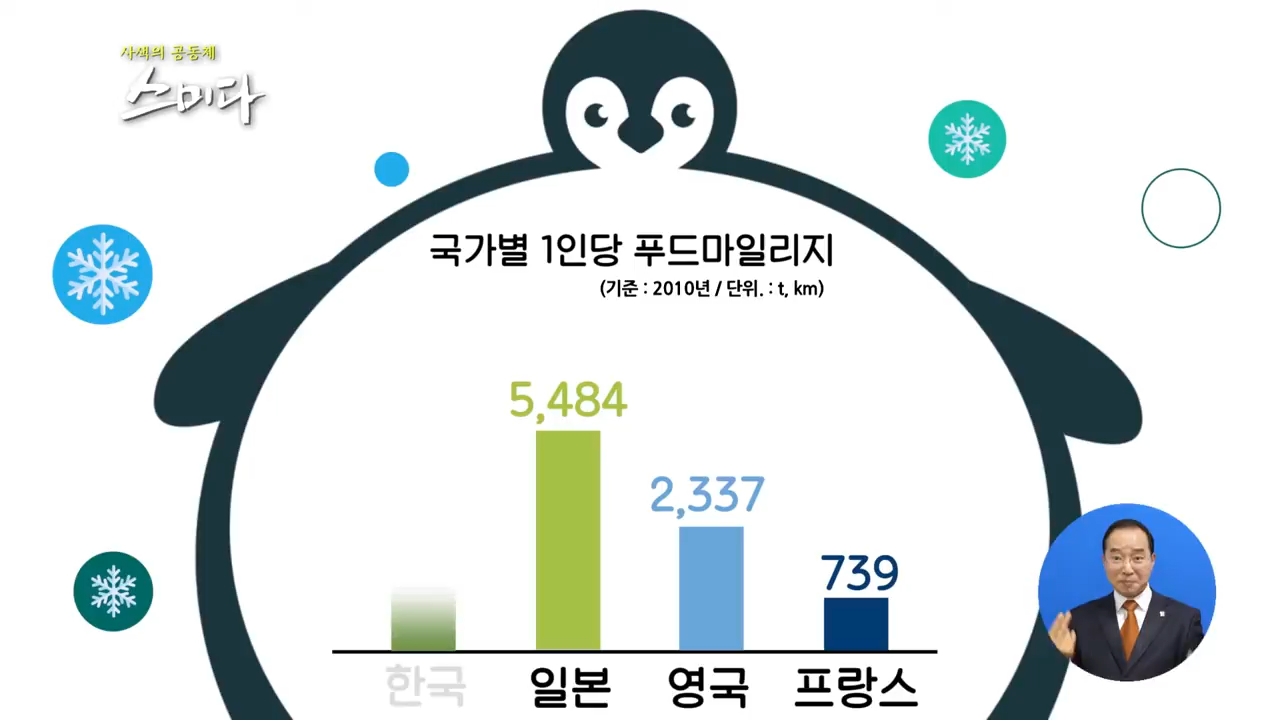 사색의 공동체
스미다
국가별 1인당 푸드마일리지
(기준 : 2010년 / 단위. : t, km)
5,484
2,337
739
한국 일본 영국 프랑스